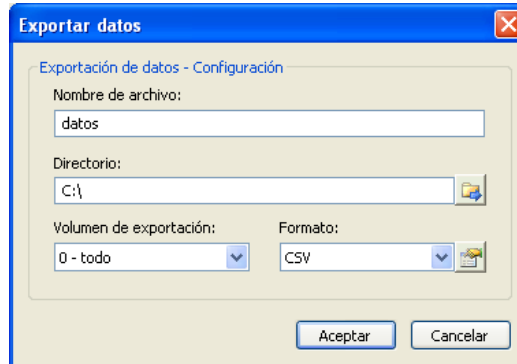 Exportar datos
Exportación de datos - Configuración
Nombre de archivo:
datos
Directorio:
C:\
Volumen de exportación: Formato:
0 - todo CSV
Aceptar Cancelar